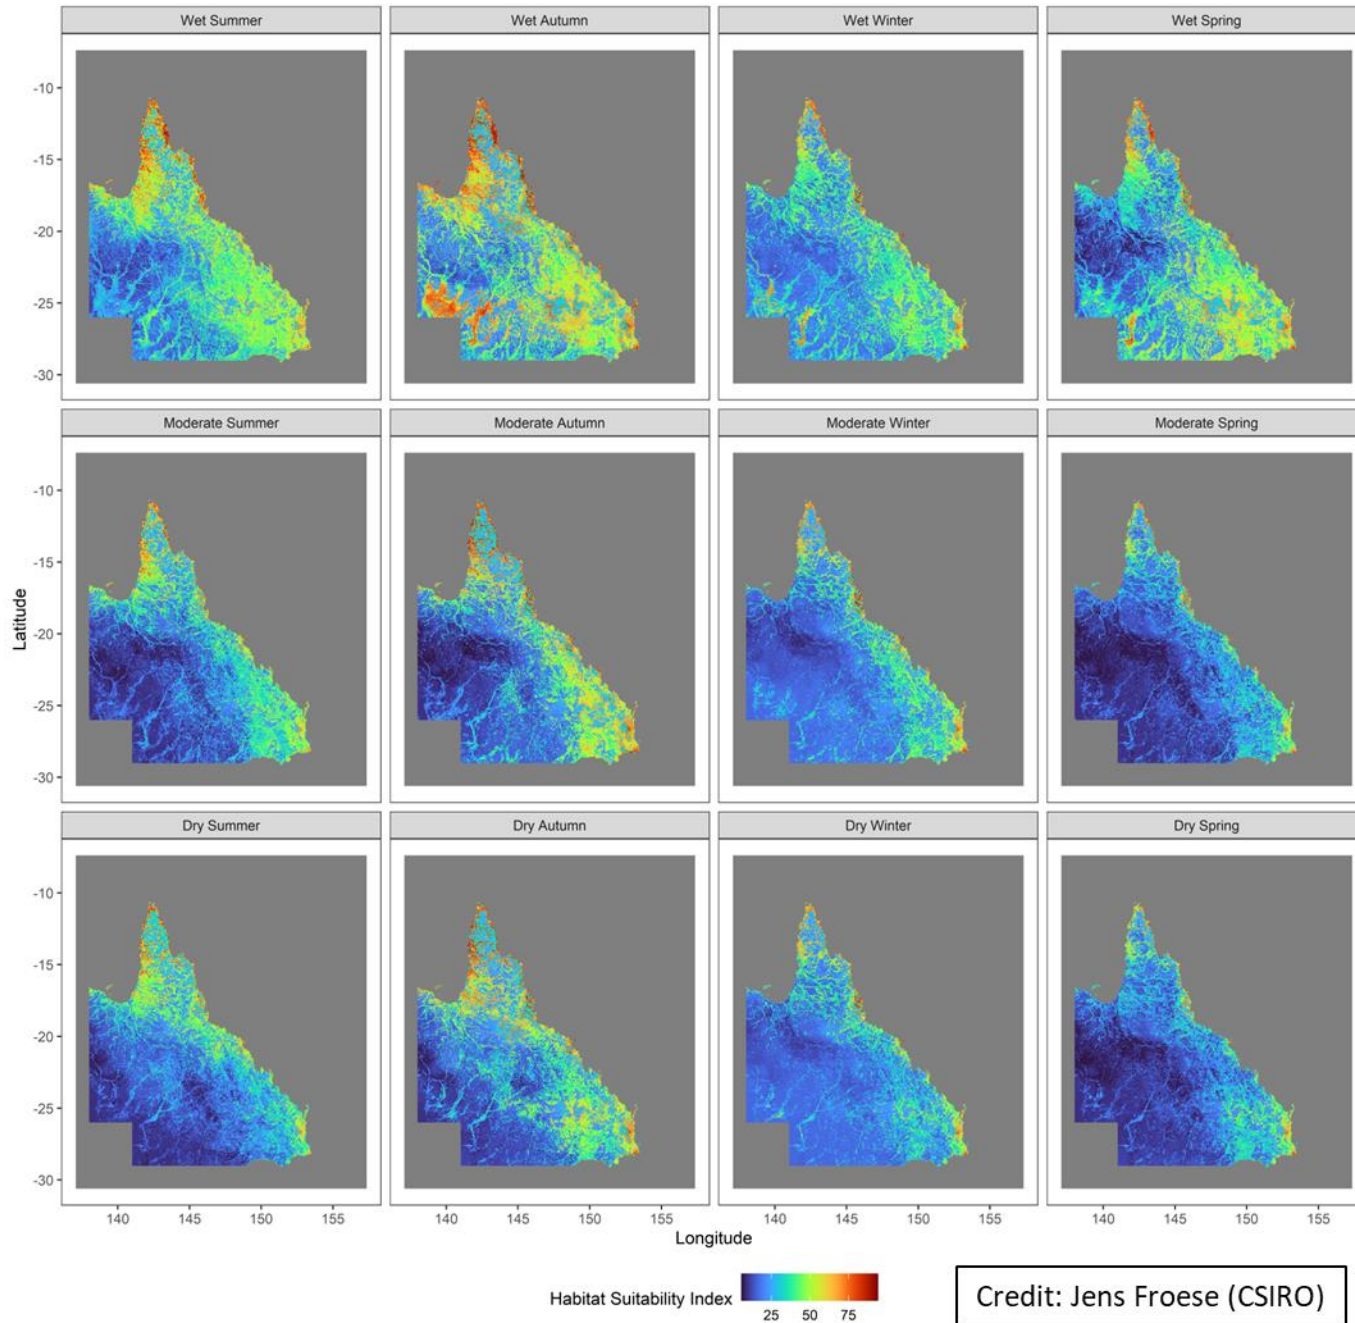 Wet Summer
Wet Autumn
Wet Winter
Wet Spring
-10
-15
-20
-25
-30
Moderate Summer
Moderate Autumn
Moderate Winter
Moderate Spring
-10
-15
-20
-25
-30
Latitude
Dry Summer
Dry Autumn
Dry Winter
Dry Spring
-10
-15
-20
-25
-30
140 145 150 155
140 145 150 155
140 145 150 155
140 145 150 155
Longitude
Habitat Suitability Index
25 50 75
Credit: Jens Froese (CSIRO)